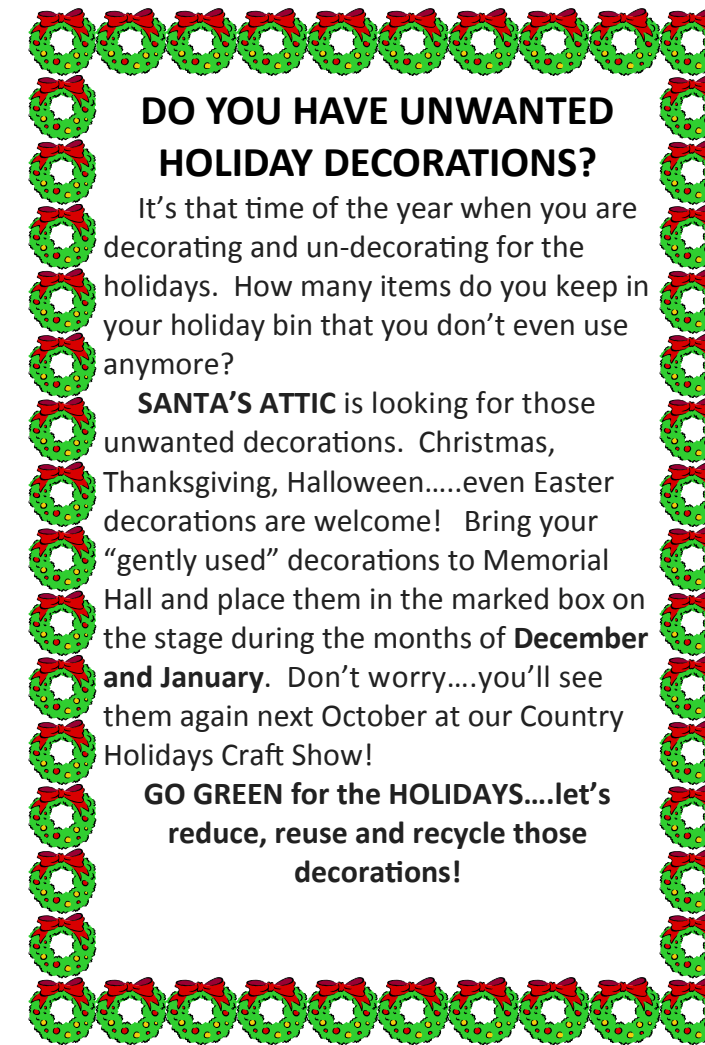 DO YOU HAVE UNWANTED
HOLIDAY DECORATIONS?
It’s that time of the year when you are
decorating and un-decorating for the
holidays.  How many items do you keep in
your holiday bin that you don’t even use
anymore?
SANTA’S ATTIC is looking for those
unwanted decorations.  Christmas,
Thanksgiving, Halloween…..even Easter
decorations are welcome!   Bring your
“gently used” decorations to Memorial
Hall and place them in the marked box on
the stage during the months of December
and January.  Don’t worry….you’ll see
them again next October at our Country
Holidays Craft Show!
GO GREEN for the HOLIDAYS….let’s
reduce, reuse and recycle those
decorations!